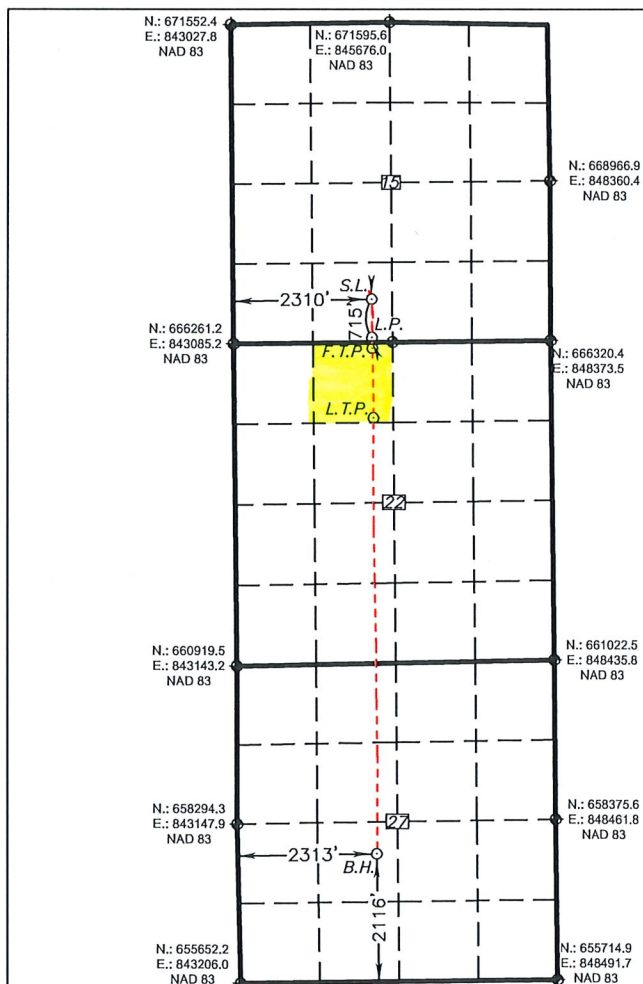 N.: 671552.4
E.: 843027.8
NAD 83
N.: 671595.6
E.: 845676.0
NAD 83
N.: 668966.9
E.: 848360.4
NAD 83
15
S.L.
2310'
715'
L.P.
N.: 666261.2
E.: 843085.2
NAD 83
F.T.P.
N.: 666320.4
E.: 848373.5
NAD 83
L.T.P.
22
N.: 660919.5
E.: 843143.2
NAD 83
N.: 661022.5
E.: 848435.8
NAD 83
N.: 658294.3
E.: 843147.9
NAD 83
N.: 658375.6
E.: 848461.8
NAD 83
27
2313'
B.H.
2116'
N.: 655652.2
E.: 843206.0
NAD 83
N.: 655714.9
E.: 848491.7
NAD 83